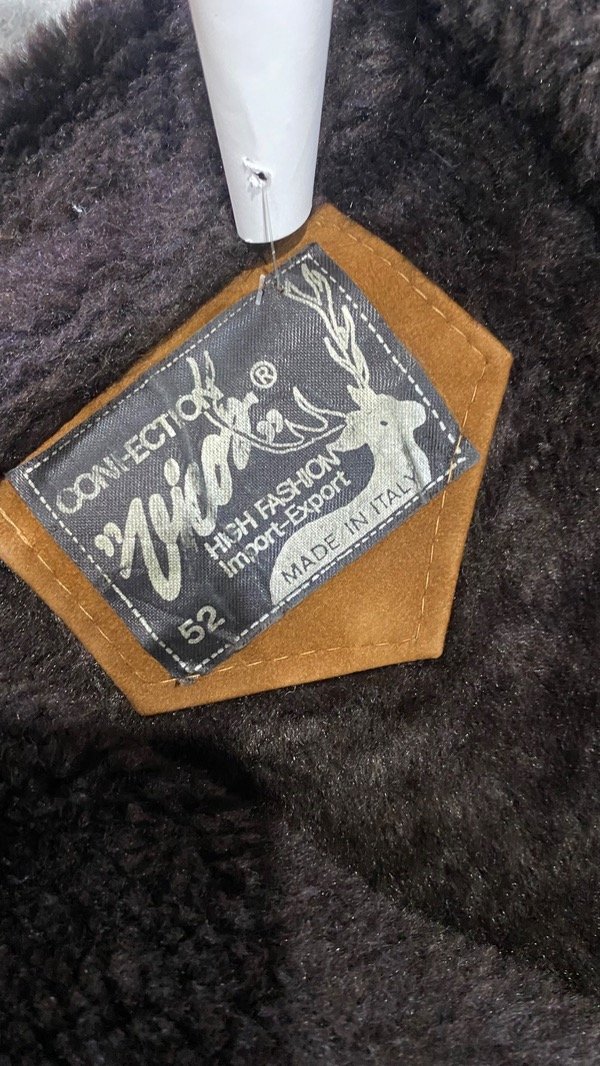 CONFECTION
"Vicor" ®
HIGH FASHION
Import-Export
MADE IN ITALY
52